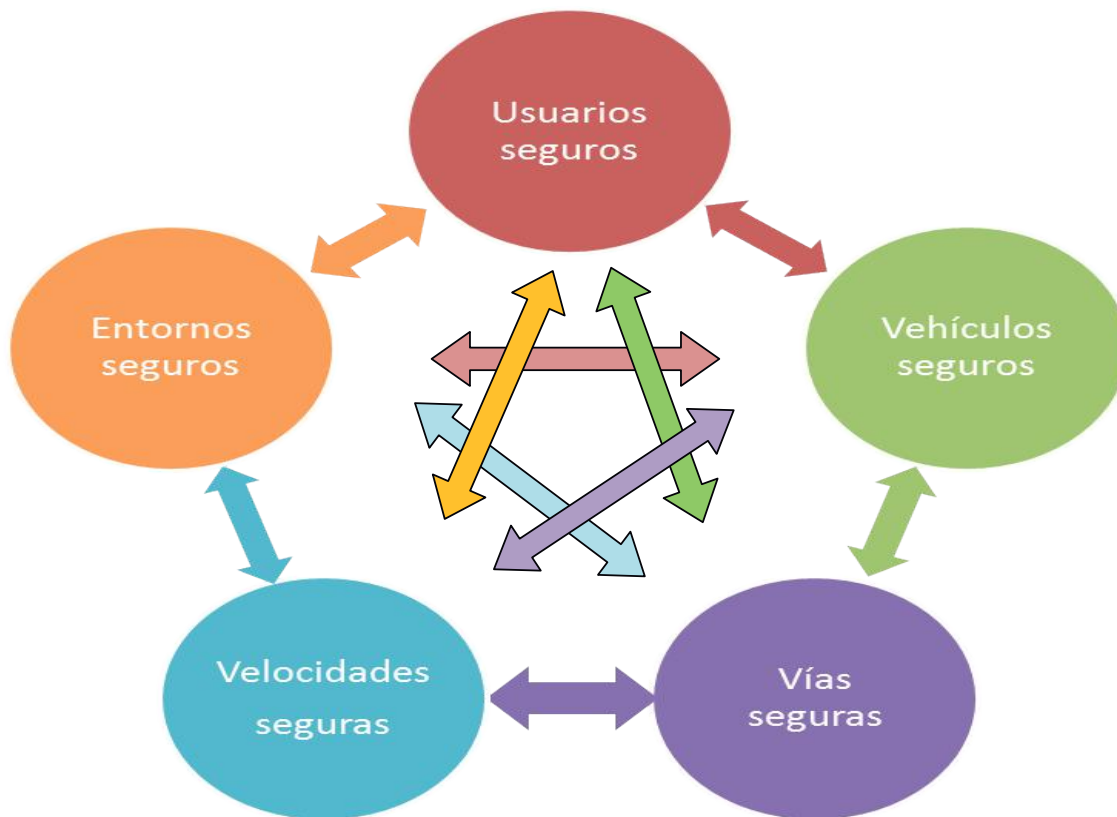 Usuarios
seguros
Entornos
seguros
Vehículos
seguros
Velocidades
seguras
Vías
seguras